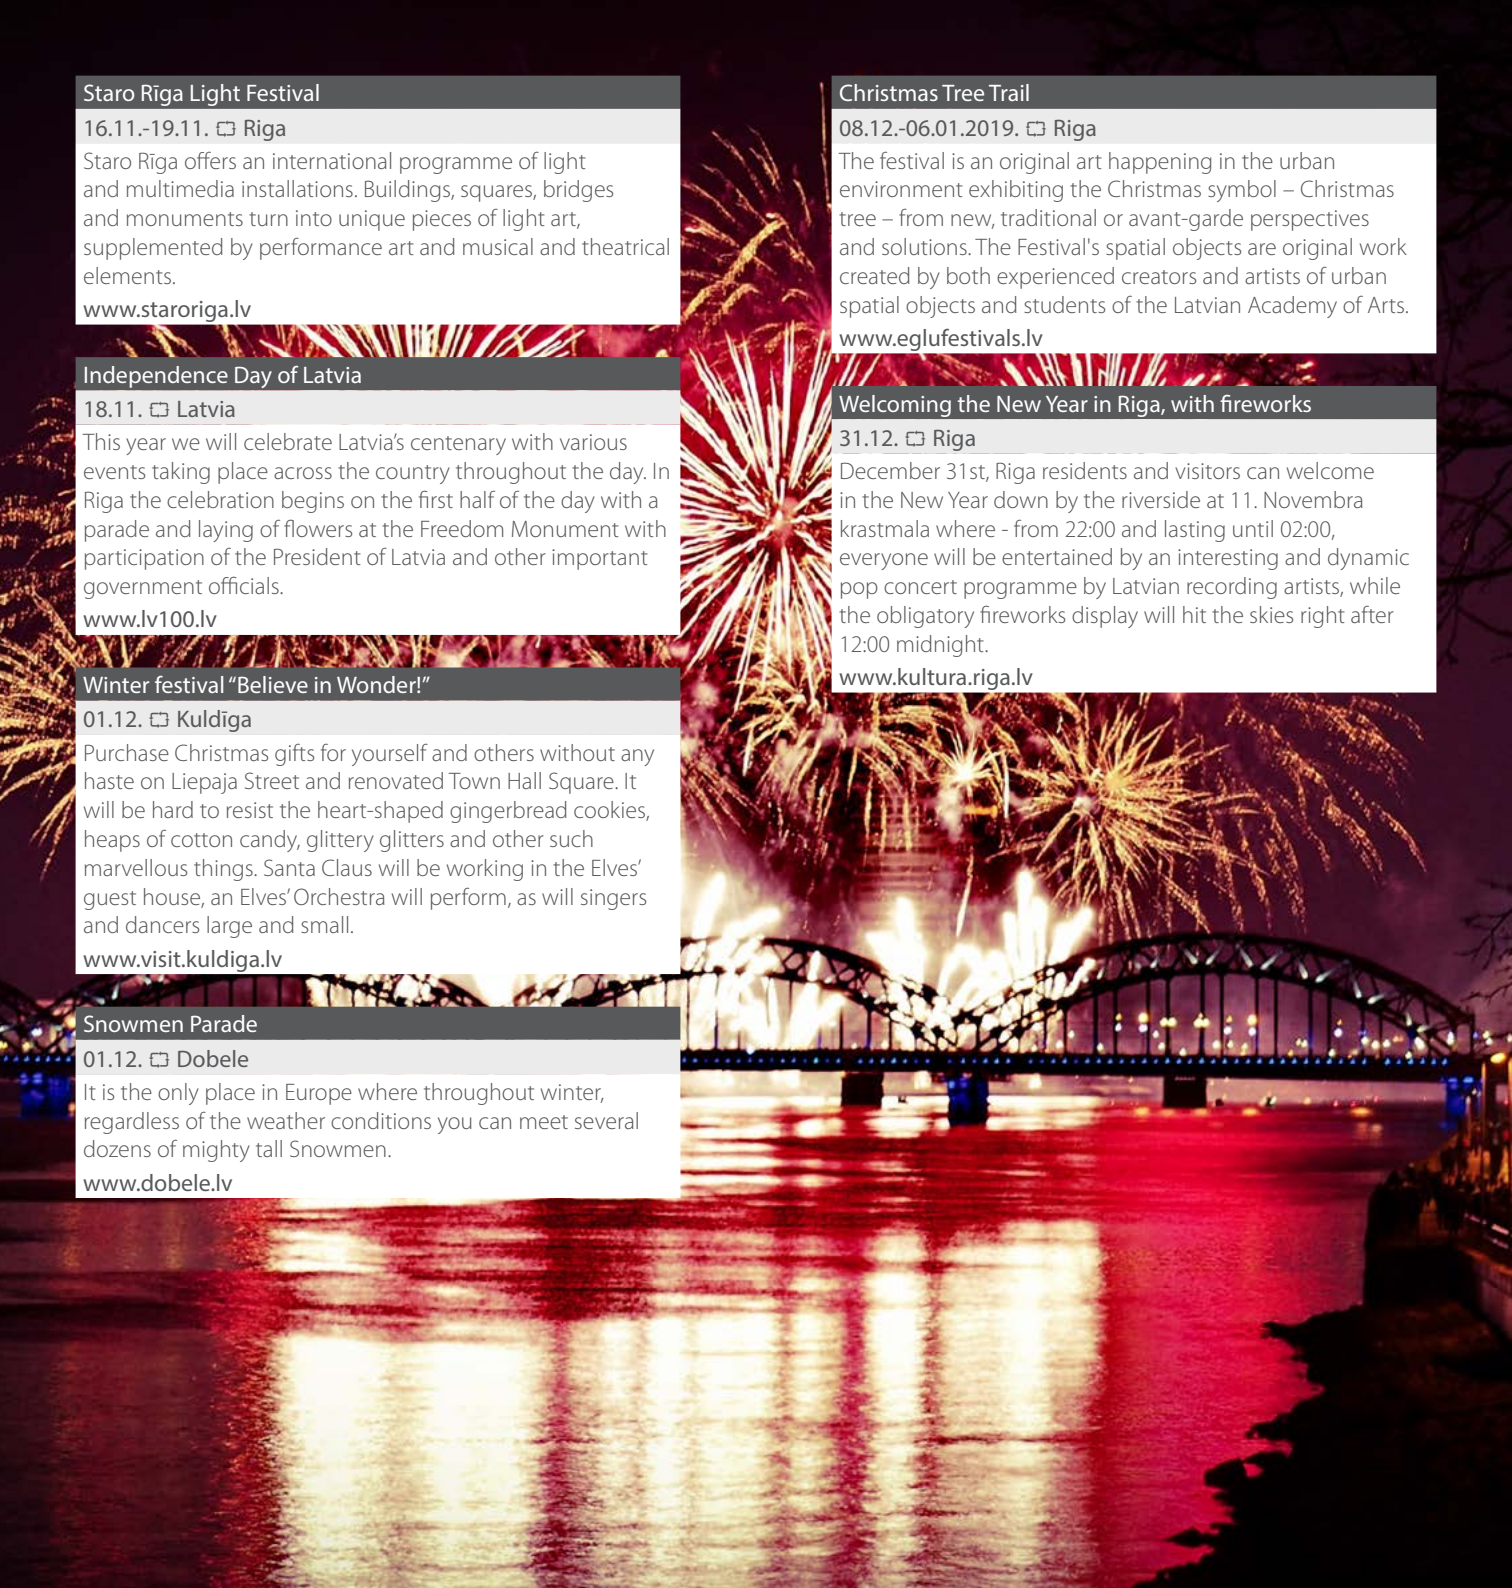 Staro Rīga Light Festival
16.11.-19.11. Riga
Staro Rīga offers an international programme of light
and multimedia installations. Buildings, squares, bridges
and monuments turn into unique pieces of light art,
supplemented by performance art and musical and theatrical
elements.
www.staroriga.lv
Independence Day of Latvia
18.11. Latvia
This year we will celebrate Latvia’s centenary with various
events taking place across the country throughout the day. In
Riga the celebration begins on the first half of the day with a
parade and laying of flowers at the Freedom Monument with
participation of the President of Latvia and other important
government officials.
www.lv100.lv
Winter festival “Believe in Wonder!”
01.12. Kuldīga
Purchase Christmas gifts for yourself and others without any
haste on Liepaja Street and renovated Town Hall Square. It
will be hard to resist the heart-shaped gingerbread cookies,
heaps of cotton candy, glittery glitters and other such
marvellous things. Santa Claus will be working in the Elves’
guest house, an Elves’ Orchestra will perform, as will singers
and dancers large and small.
www.visit.kuldiga.lv
Snowmen Parade
01.12. Dobele
It is the only place in Europe where throughout winter,
regardless of the weather conditions you can meet several
dozens of mighty tall Snowmen.
www.dobele.lv
Christmas Tree Trail
08.12.-06.01.2019. Riga
The festival is an original art happening in the urban
environment exhibiting the Christmas symbol – Christmas
tree – from new, traditional or avant-garde perspectives
and solutions. The Festival's spatial objects are original work
created by both experienced creators and artists of urban
spatial objects and students of the Latvian Academy of Arts.
www.eglufestivals.lv
Welcoming the New Year in Riga, with fireworks
31.12. Riga
December 31st, Riga residents and visitors can welcome
in the New Year down by the riverside at 11. Novembra
krastmala where - from 22:00 and lasting until 02:00,
everyone will be entertained by an interesting and dynamic
pop concert programme by Latvian recording artists, while
the obligatory fireworks display will hit the skies right after
12:00 midnight.
www.kultura.riga.lv